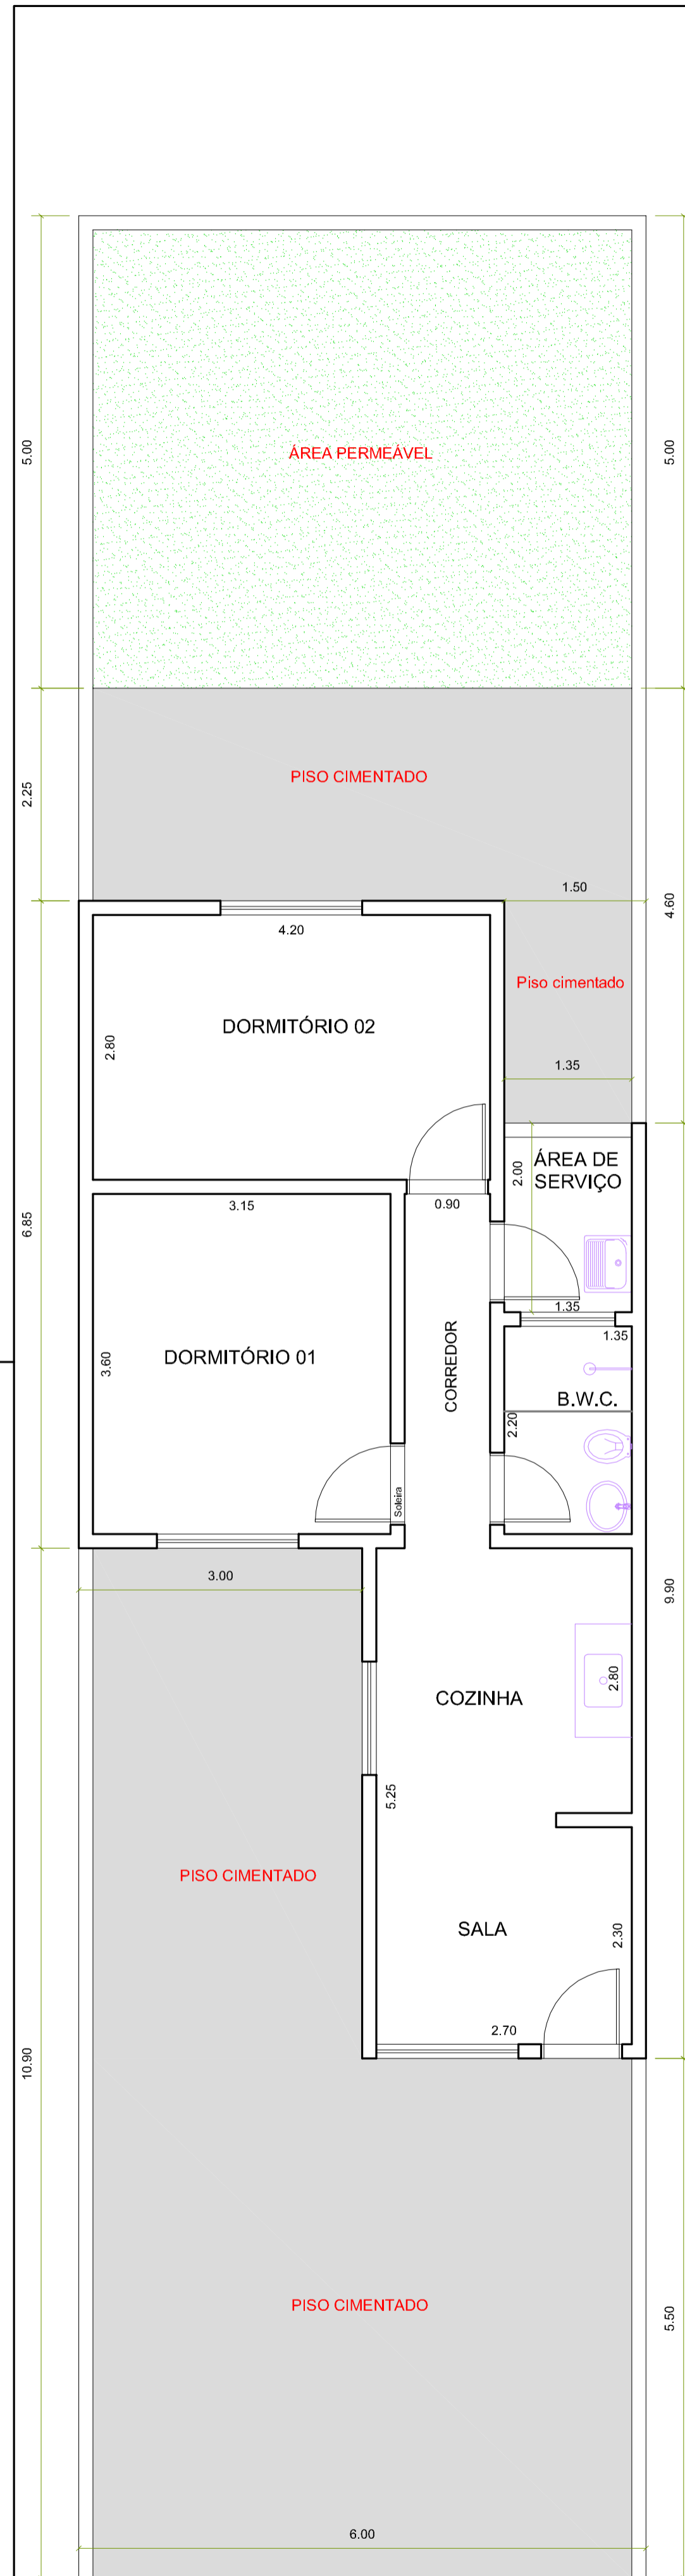 5.00
5.00
ÁREA PERMEÁVEL
2.25
PISO CIMENTADO
1.50
4.60
4.20
Piso cimentado
DORMITÓRIO 02
2.80
1.35
2.00
ÁREA DE
SERVIÇO
3.15
0.90
6.85
1.35
1.35
DORMITÓRIO 01
3.60
CORREDOR
B.W.C.
2.20
Soleira
3.00
9.90
2.80
COZINHA
5.25
PISO CIMENTADO
SALA
2.30
2.70
10.90
PISO CIMENTADO
5.50
6.00